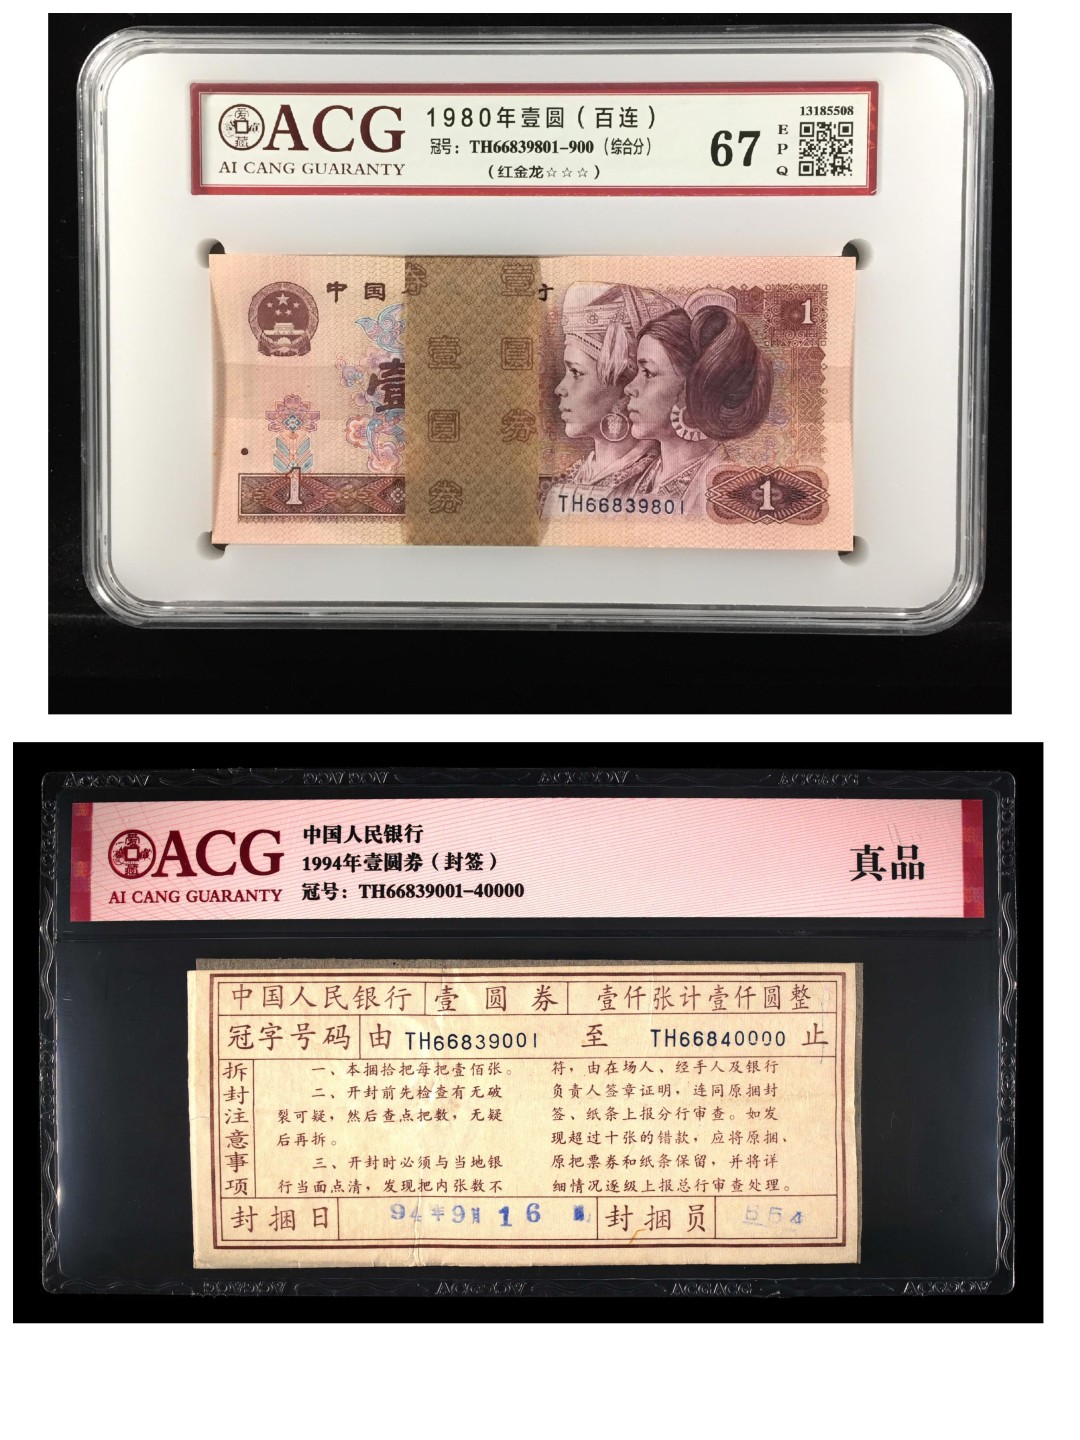 ACG
AI CANG GUARANTY
1980年壹圆（百连）
冠号：TH66839801-900（综合分）
（红金龙☆☆☆）
67
EPQ
13185508
中国
壹
壹圆券
1
1
TH66839801
1
ACG
AI CANG GUARANTY
中国人民银行
1994年壹圆券（封签）
冠号：TH66839001-40000
真品
中国人民银行 壹圆券 壹仟张计壹仟圆整
冠字号码 由 TH66839001 至 TH66840000 止
拆封注意事项
一、本捆拾把每把壹佰张。
二、开封前先检查有无破
裂可疑，然后查点把数，无疑
后再拆。
三、开封时必须与当地银
行当面点清，发现把内张数不
符，由在场人、经手人及银行
负责人签章证明，连同原捆封
签、纸条上报分行审查。如发
现超过十张的错款，应将原捆、
原把票券和纸条保留，并将详
细情况逐级上报总行审查处理。
封捆日 94年9月16 封捆员